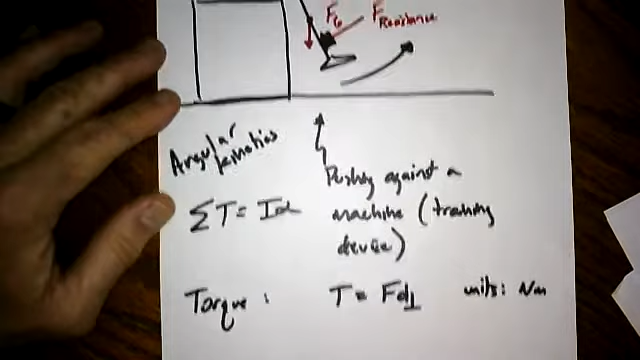 F_G F_Resistance
Angular
kinetics
Pushing against a
machine (training
device)
ΣT = Iα
Torque : T = Fd⊥ units: Nm